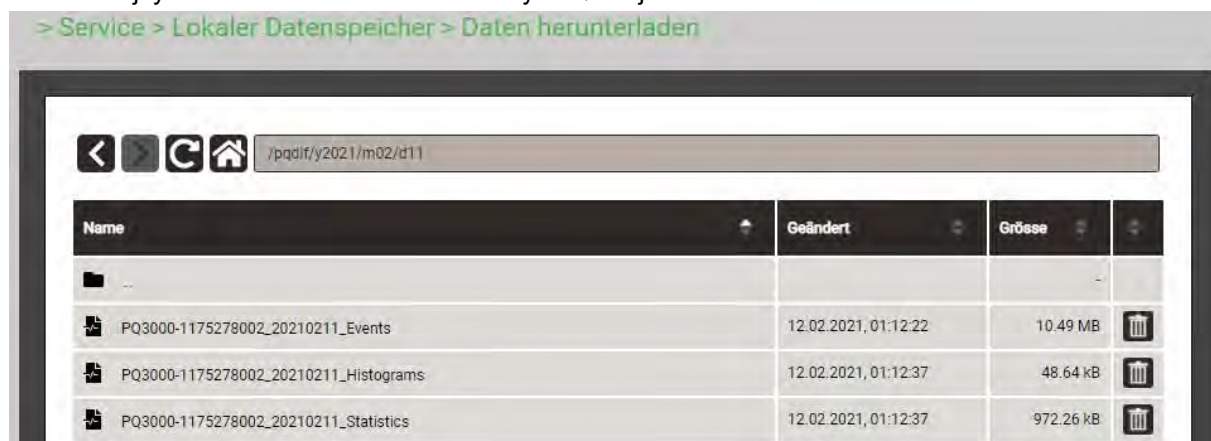 > Service > Lokaler Datenspeicher > Daten herunterladen
/pqdif/y2021/m02/d11
Name Geändert Grösse
.. -
PQ3000-1175278002_20210211_Events 12.02.2021, 01:12:22 10.49 MB
PQ3000-1175278002_20210211_Histograms 12.02.2021, 01:12:37 48.64 kB
PQ3000-1175278002_20210211_Statistics 12.02.2021, 01:12:37 972.26 kB